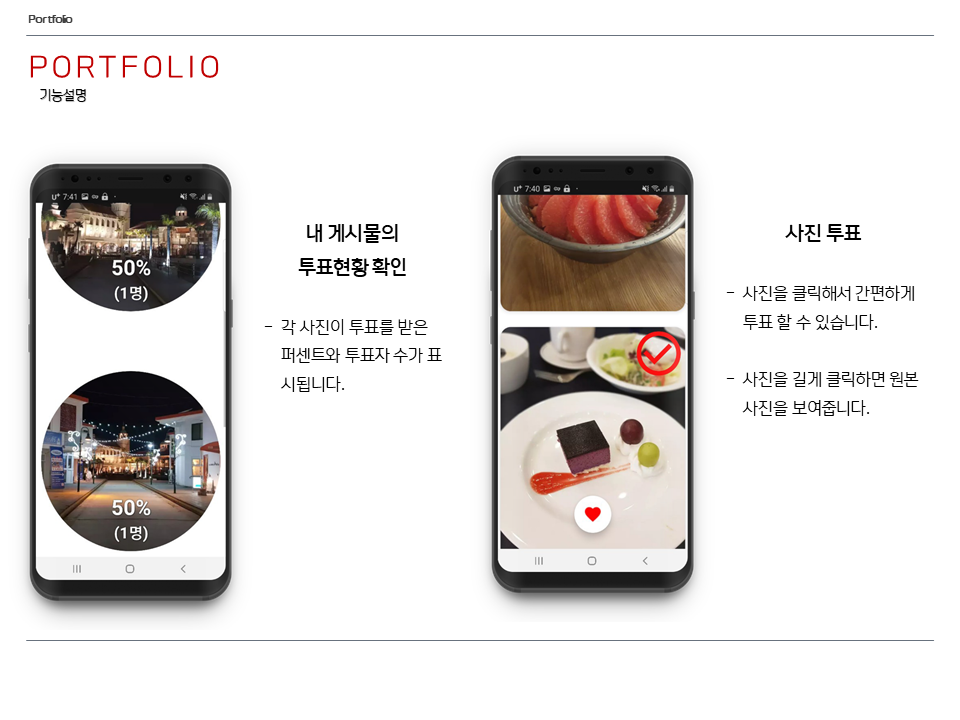 Portfolio
PORTFOLIO
기능설명
U+ 7:41
50%
(1명)
50%
(1명)
내 게시물의
투표현황 확인
- 각 사진이 투표를 받은
퍼센트와 투표자 수가 표
시됩니다.
U+ 7:40
사진 투표
- 사진을 클릭해서 간편하게
투표 할 수 있습니다.
- 사진을 길게 클릭하면 원본
사진을 보여줍니다.